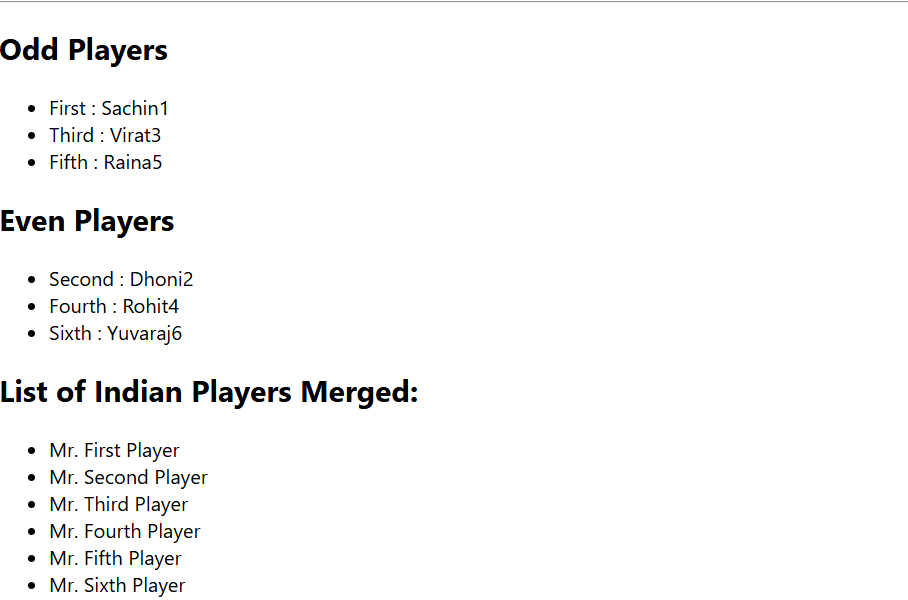 Odd Players
First : Sachin1
Third : Virat3
Fifth : Raina5
Even Players
Second : Dhoni2
Fourth : Rohit4
Sixth : Yuvaraj6
List of Indian Players Merged:
Mr. First Player
Mr. Second Player
Mr. Third Player
Mr. Fourth Player
Mr. Fifth Player
Mr. Sixth Player